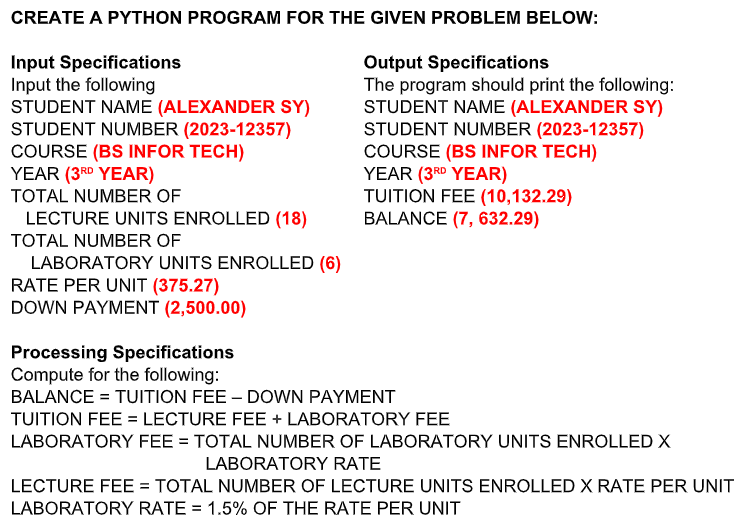 CREATE A PYTHON PROGRAM FOR THE GIVEN PROBLEM BELOW:
Input Specifications
Input the following
STUDENT NAME (ALEXANDER SY)
STUDENT NUMBER (2023-12357)
COURSE (BS INFOR TECH)
YEAR (3RD YEAR)
TOTAL NUMBER OF
LECTURE UNITS ENROLLED (18)
TOTAL NUMBER OF
LABORATORY UNITS ENROLLED (6)
RATE PER UNIT (375.27)
DOWN PAYMENT (2,500.00)
Output Specifications
The program should print the following:
STUDENT NAME (ALEXANDER SY)
STUDENT NUMBER (2023-12357)
COURSE (BS INFOR TECH)
YEAR (3RD YEAR)
TUITION FEE (10,132.29)
BALANCE (7, 632.29)
Processing Specifications
Compute for the following:
BALANCE = TUITION FEE – DOWN PAYMENT
TUITION FEE = LECTURE FEE + LABORATORY FEE
LABORATORY FEE = TOTAL NUMBER OF LABORATORY UNITS ENROLLED X
LABORATORY RATE
LECTURE FEE = TOTAL NUMBER OF LECTURE UNITS ENROLLED X RATE PER UNIT
LABORATORY RATE = 1.5% OF THE RATE PER UNIT